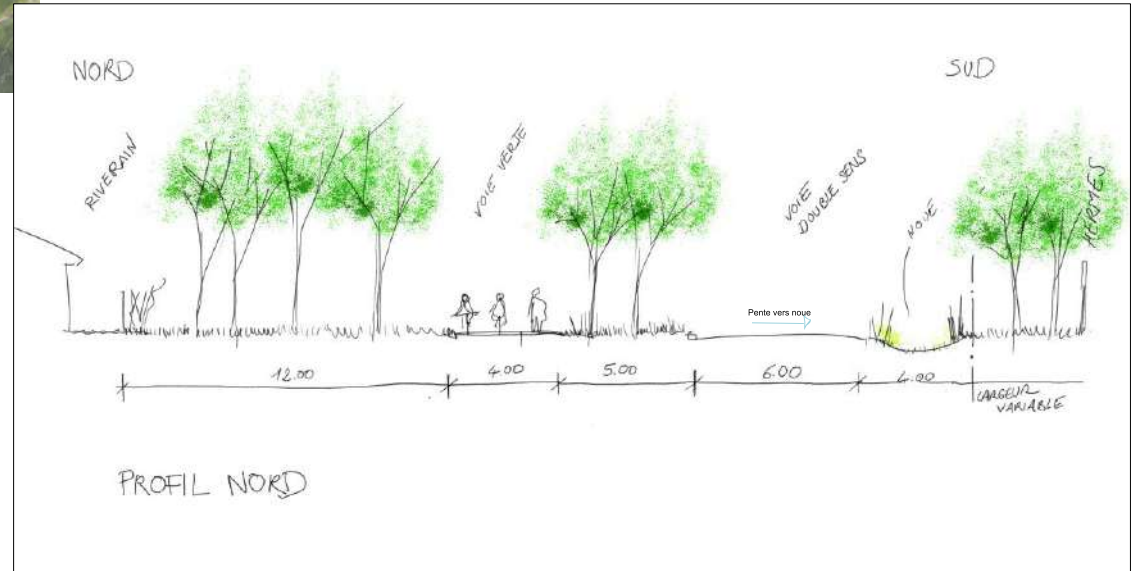 NORD
SUD
RIVERAIN
VOIE VERTE
VOIE
DOUBLE SENS
NOUE
HERMES
Pente vers noue
12.00
4.00
5.00
6.00
4.00
LARGEUR
VARIABLE
PROFIL NORD